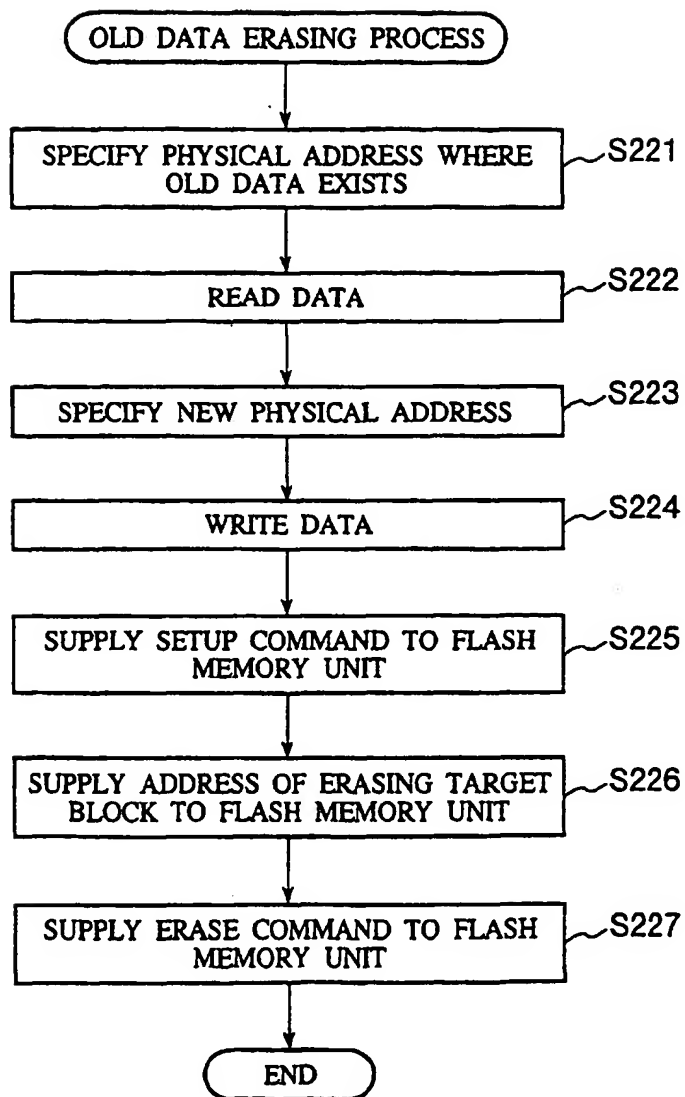 OLD DATA ERASING PROCESS
SPECIFY PHYSICAL ADDRESS WHERE
OLD DATA EXISTS
S221
READ DATA
S222
SPECIFY NEW PHYSICAL ADDRESS
S223
WRITE DATA
S224
SUPPLY SETUP COMMAND TO FLASH
MEMORY UNIT
S225
SUPPLY ADDRESS OF ERASING TARGET
BLOCK TO FLASH MEMORY UNIT
S226
SUPPLY ERASE COMMAND TO FLASH
MEMORY UNIT
S227
END